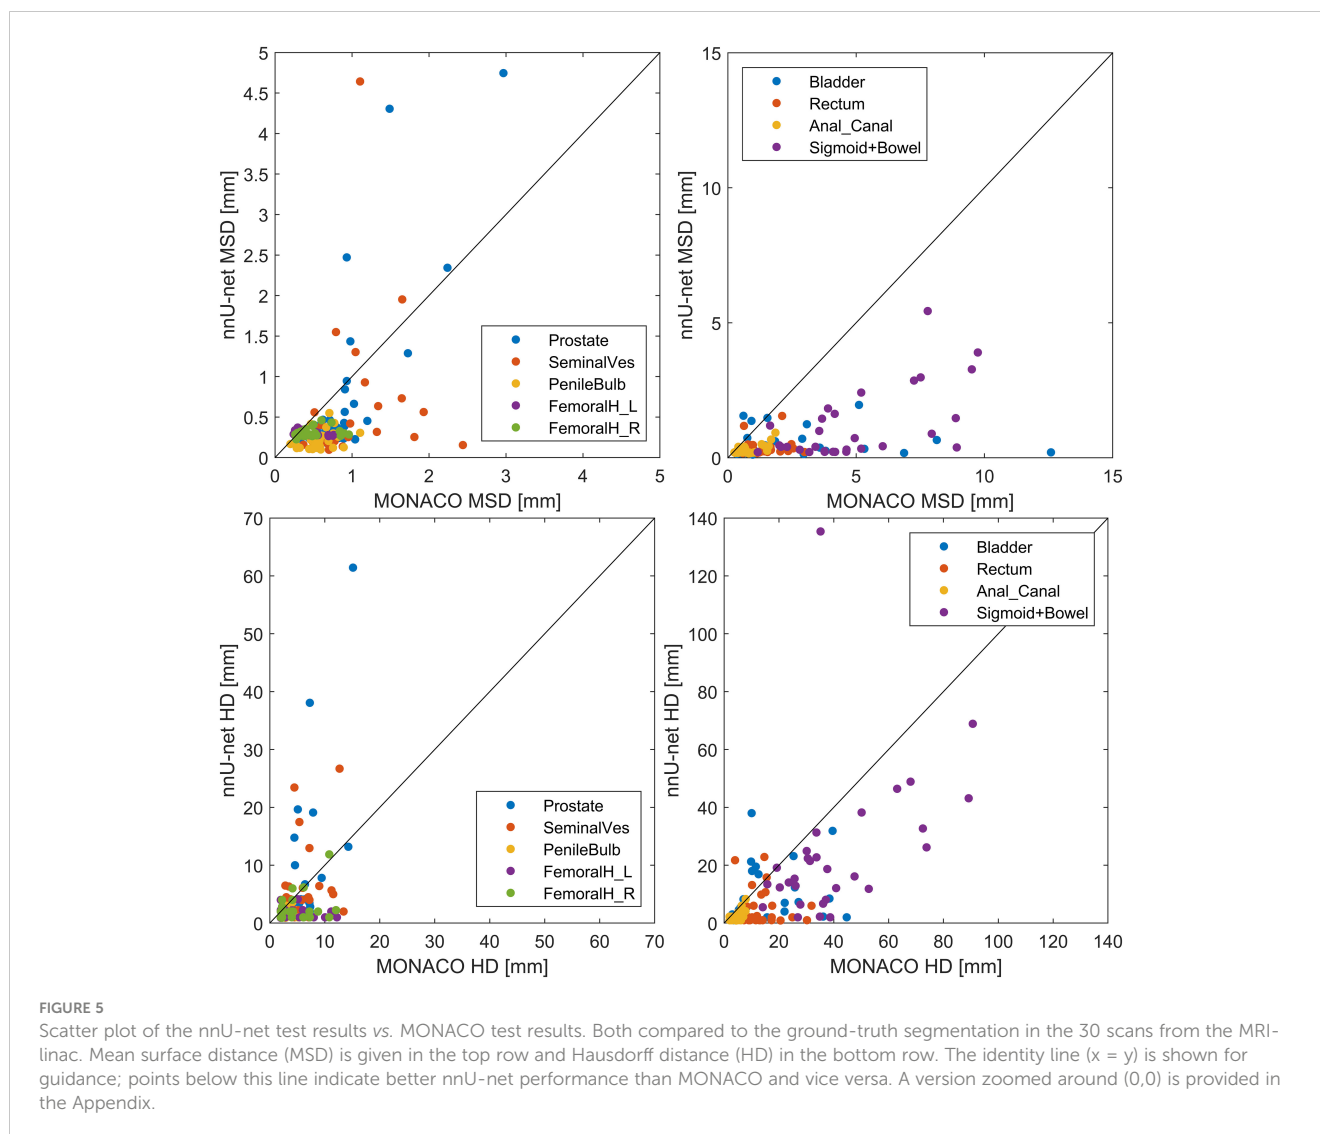 5
4.5
4
3.5
3
2.5
2
1.5
1
0.5
0
0 1 2 3 4 5
nnU-net MSD [mm]
MONACO MSD [mm]
Prostate
SeminalVes
PenileBulb
FemoralH_L
FemoralH_R
15
10
5
0
0 5 10 15
nnU-net MSD [mm]
MONACO MSD [mm]
Bladder
Rectum
Anal_Canal
Sigmoid+Bowel
70
60
50
40
30
20
10
0
0 10 20 30 40 50 60 70
nnU-net HD [mm]
MONACO HD [mm]
Prostate
SeminalVes
PenileBulb
FemoralH_L
FemoralH_R
140
120
100
80
60
40
20
0
0 20 40 60 80 100 120 140
nnU-net HD [mm]
MONACO HD [mm]
Bladder
Rectum
Anal_Canal
Sigmoid+Bowel
FIGURE 5
Scatter plot of the nnU-net test results vs. MONACO test results. Both compared to the ground-truth segmentation in the 30 scans from the MRI-
linac. Mean surface distance (MSD) is given in the top row and Hausdorff distance (HD) in the bottom row. The identity line (x = y) is shown for
guidance; points below this line indicate better nnU-net performance than MONACO and vice versa. A version zoomed around (0,0) is provided in
the Appendix.